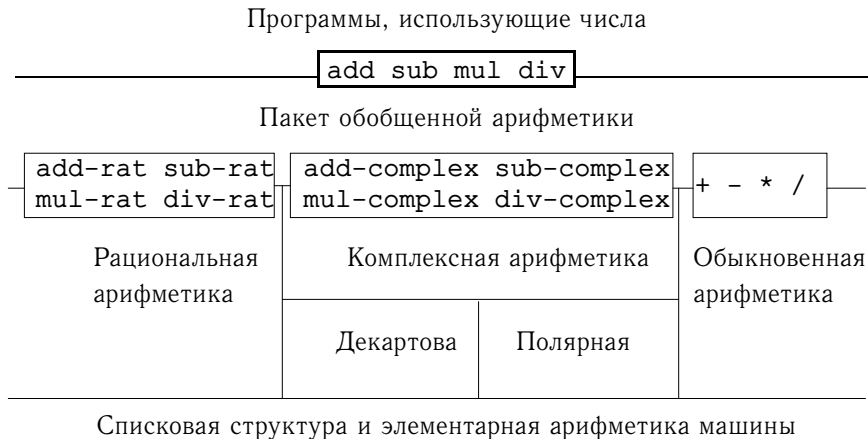 Программы, использующие числа
add sub mul div
Пакет обобщенной арифметики
add-rat sub-rat
mul-rat div-rat
add-complex sub-complex
mul-complex div-complex
+ - * /
Рациональная
арифметика
Комплексная арифметика
Обыкновенная
арифметика
Декартова
Полярная
Списковая структура и элементарная арифметика машины